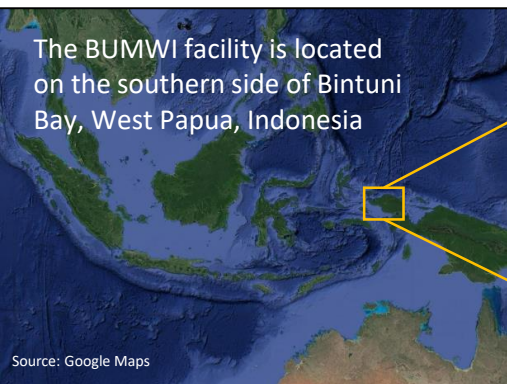 The BUMWI facility is located
on the southern side of Bintuni
Bay, West Papua, Indonesia
Source: Google Maps